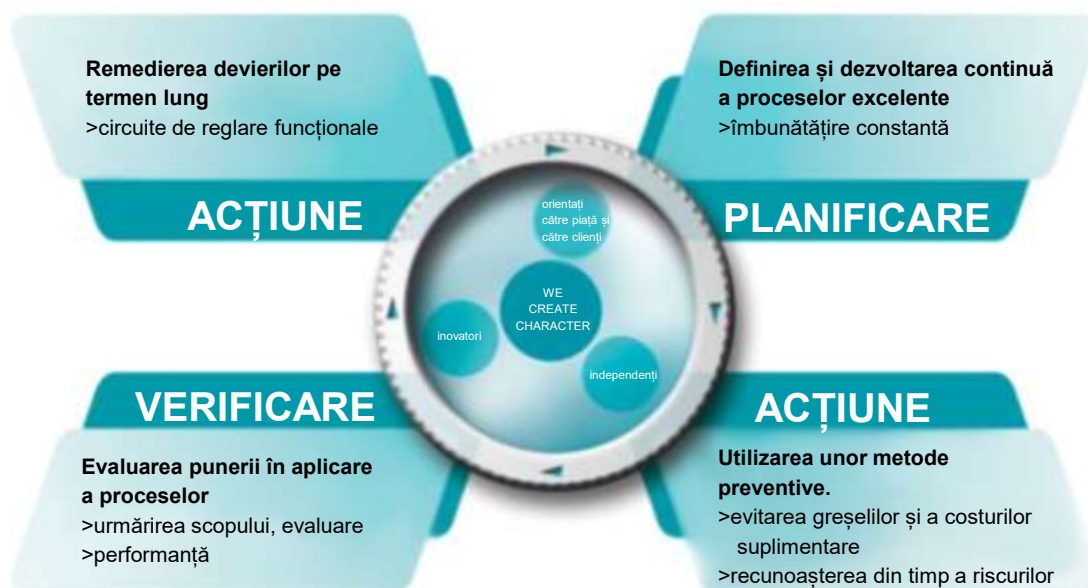 Remedierea devierilor pe
termen lung
>circuite de reglare funcționale
ACȚIUNE
Definirea și dezvoltarea continuă
a proceselor excelente
>îmbunătățire constantă
PLANIFICARE
orientați
către piață și
către clienți
WE
CREATE
CHARACTER
inovatori
independenți
VERIFICARE
Evaluarea punerii în aplicare
a proceselor
>urmărirea scopului, evaluare
>performanță
ACȚIUNE
Utilizarea unor metode
preventive.
>evitarea greșelilor și a costurilor
suplimentare
>recunoașterea din timp a riscurilor